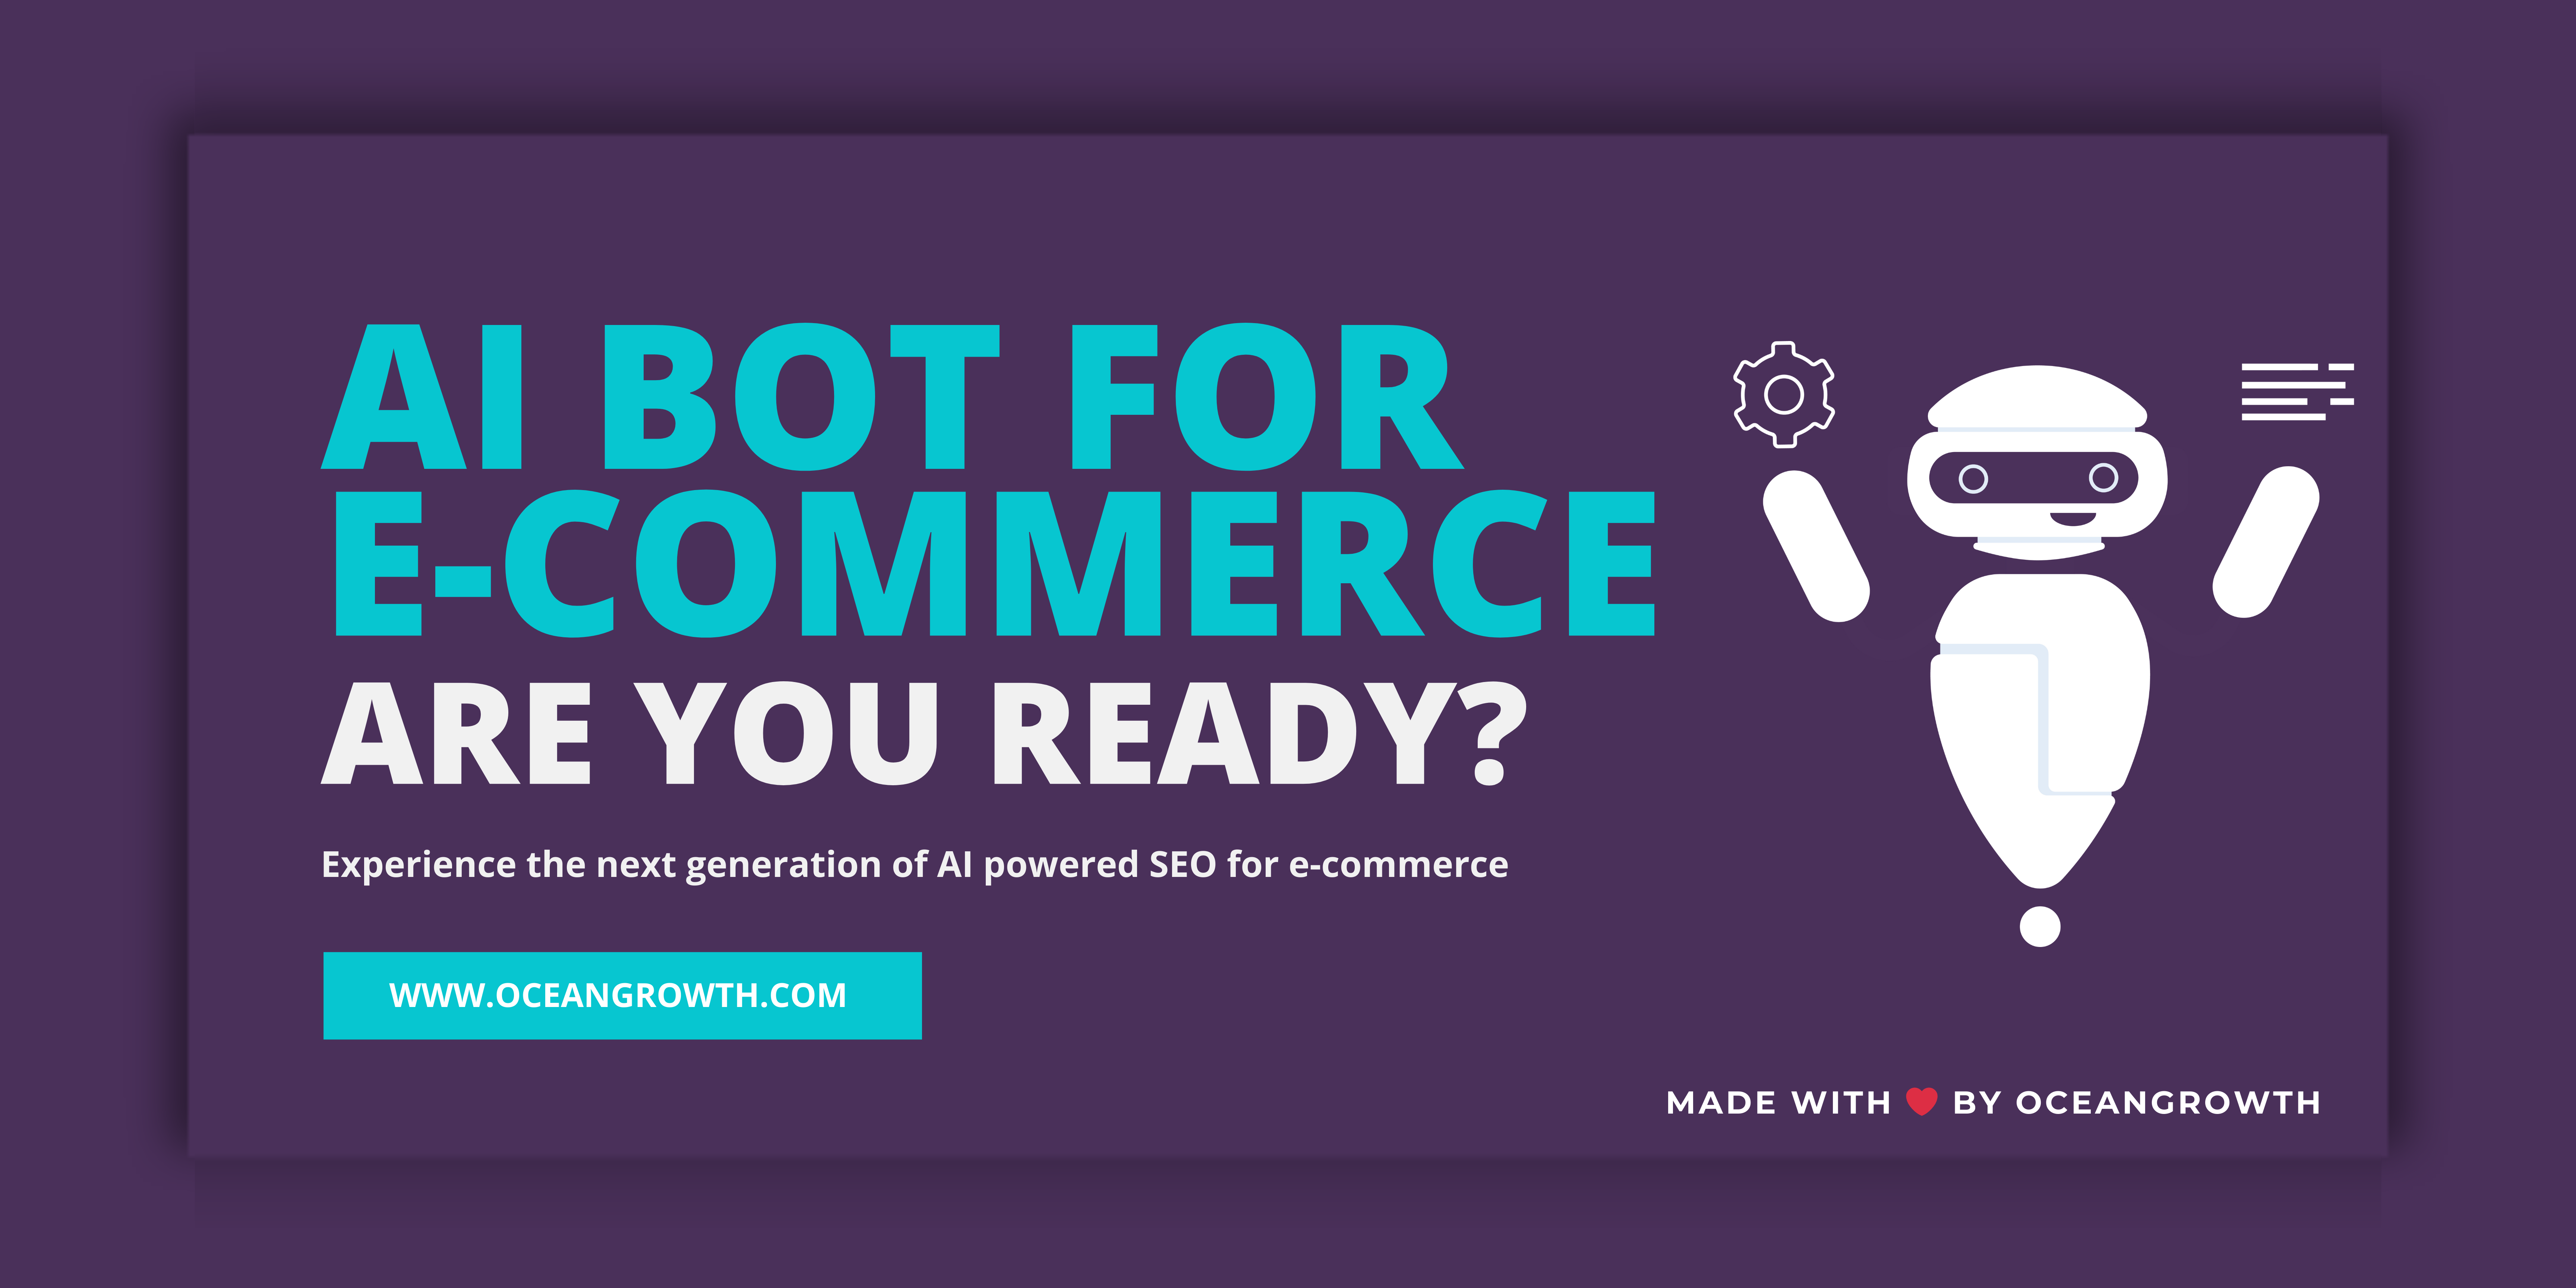 AI BOT FOR
E-COMMERCE
ARE YOU READY?
Experience the next generation of AI powered SEO for e-commerce
WWW.OCEANGROWTH.COM
MADE WITH ❤ BY OCEANGROWTH